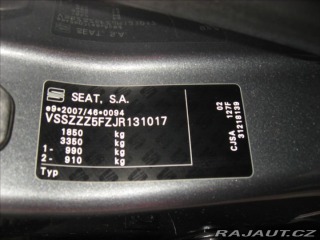 SEAT, S.A.
e9*2007/46*0094
VSSZZZ5FZJR131017
1850 kg
3350 kg
1- 990 kg
2- 910 kg
Typ
02
CJSA 127F
31218139
RAJAUT.CZ